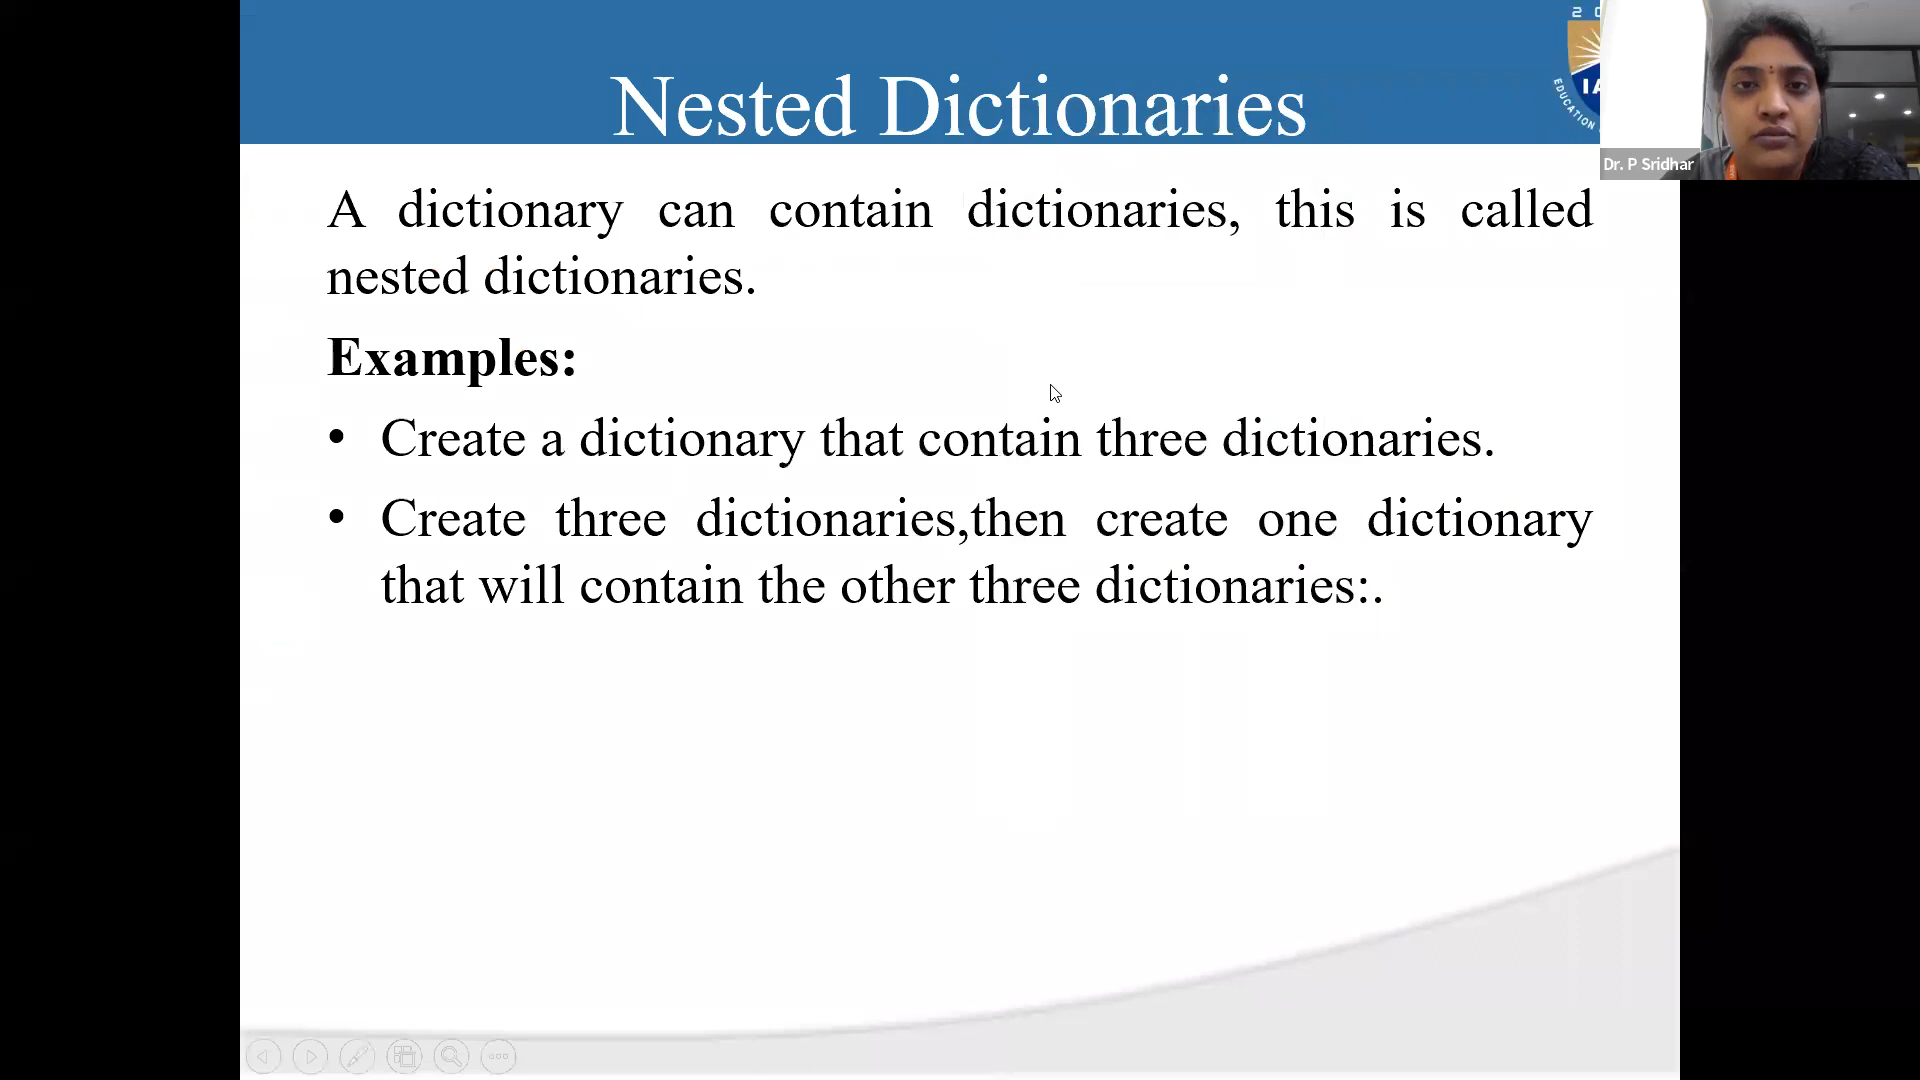 Nested Dictionaries
EDUCATION
Dr. P Sridhar
A dictionary can contain dictionaries, this is called
nested dictionaries.
Examples:
• Create a dictionary that contain three dictionaries.
• Create three dictionaries,then create one dictionary
that will contain the other three dictionaries:.